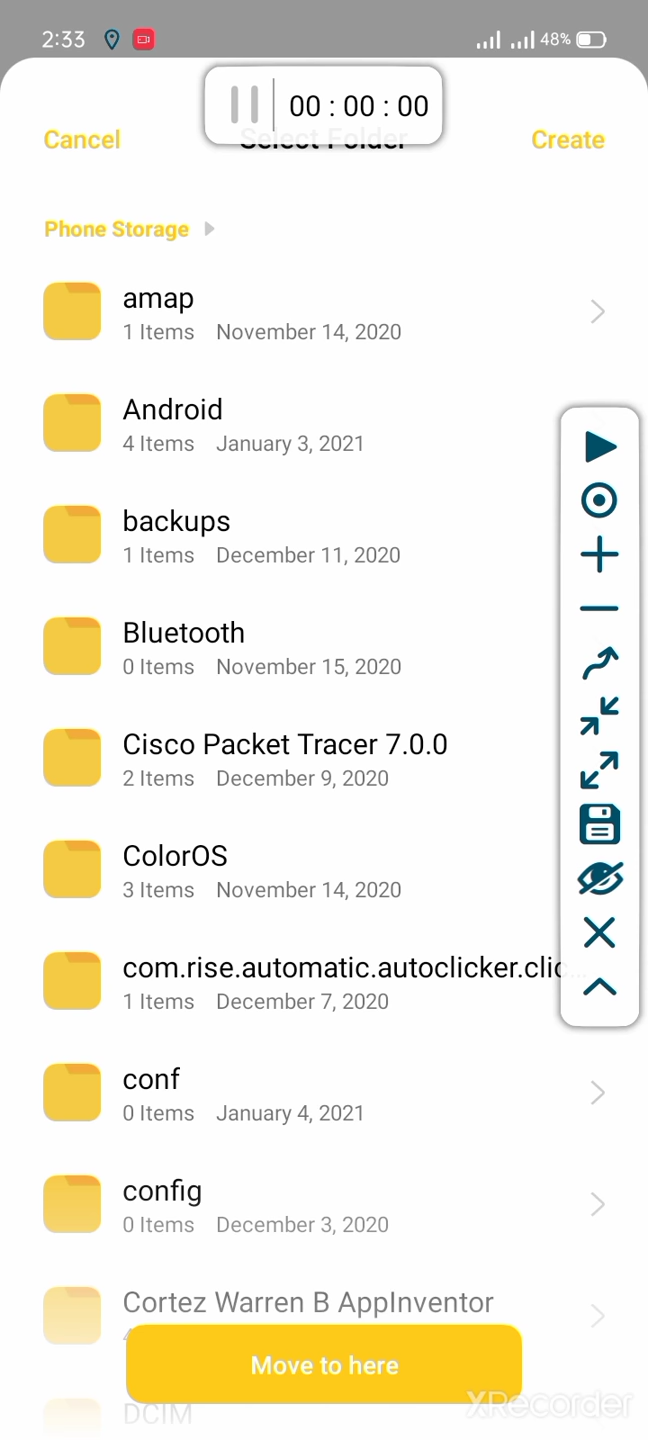 2:33
48%
00 : 00 : 00
Cancel
Select Folder
Create
Phone Storage
amap
1 Items November 14, 2020
Android
4 Items January 3, 2021
backups
1 Items December 11, 2020
Bluetooth
0 Items November 15, 2020
Cisco Packet Tracer 7.0.0
2 Items December 9, 2020
ColorOS
3 Items November 14, 2020
com.rise.automatic.autoclicker.clic...
1 Items December 7, 2020
conf
0 Items January 4, 2021
config
0 Items December 3, 2020
Cortez Warren B AppInventor
Move to here
XRecorder
DCIM